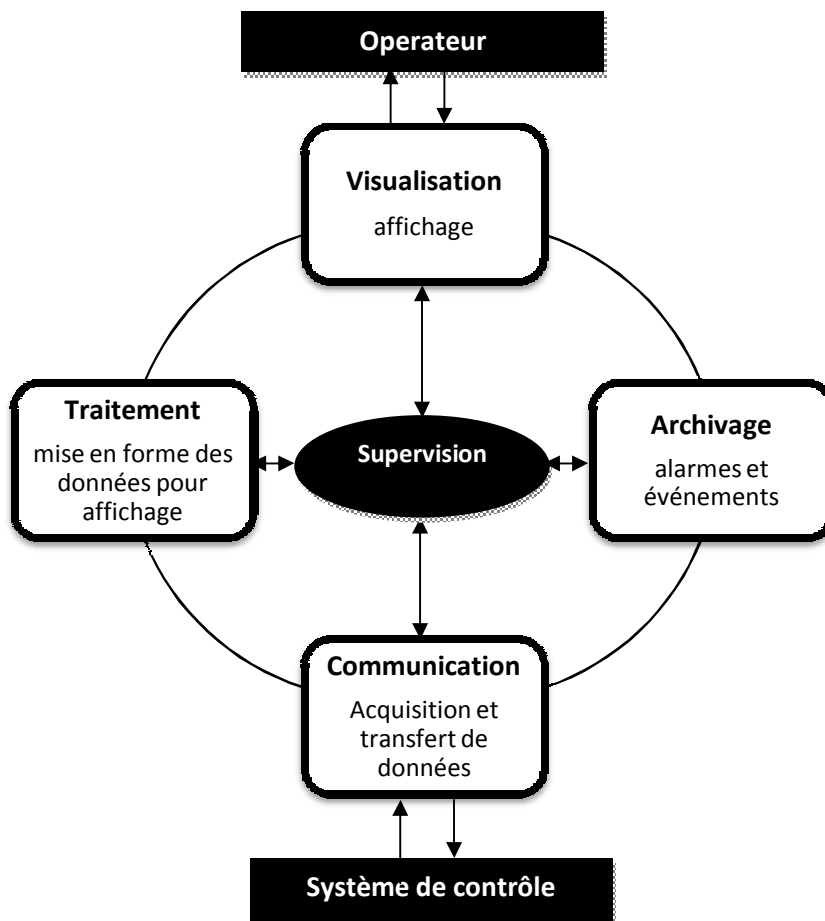 Operateur
Visualisation
affichage
Traitement
mise en forme des
données pour
affichage
Supervision
Archivage
alarmes et
événements
Communication
Acquisition et
transfert de
données
Système de contrôle